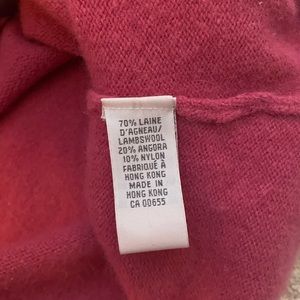 70% LAINE
D'AGNEAU/
LAMBSWOOL
20% ANGORA
10% NYLON
FABRIQUÉ À
HONG KONG
MADE IN
HONG KONG
CA 00655